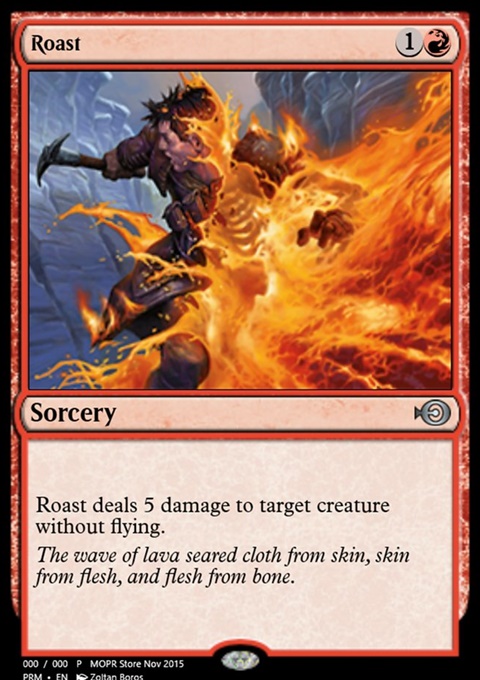 Roast
1
Sorcery
Roast deals 5 damage to target creature
without flying.
The wave of lava seared cloth from skin, skin
from flesh, and flesh from bone.
000 / 000 P MOPR Store Nov 2015
PRM • EN Zoltan Boros